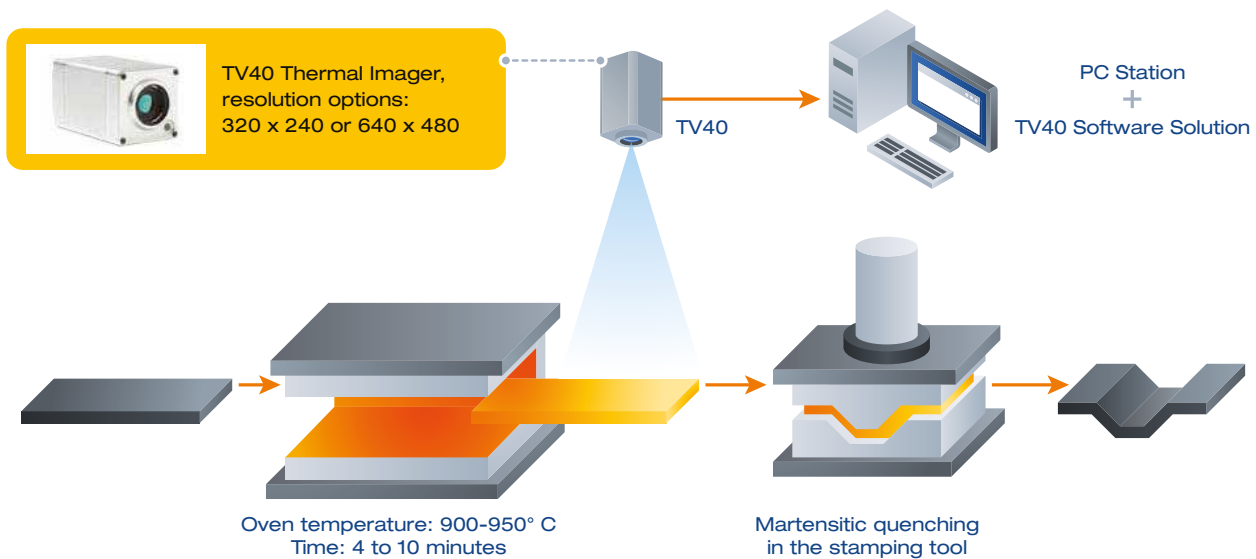 TV40 Thermal Imager,
resolution options:
320 x 240 or 640 x 480
TV40
PC Station
+
TV40 Software Solution
Oven temperature: 900-950° C
Time: 4 to 10 minutes
Martensitic quenching
in the stamping tool